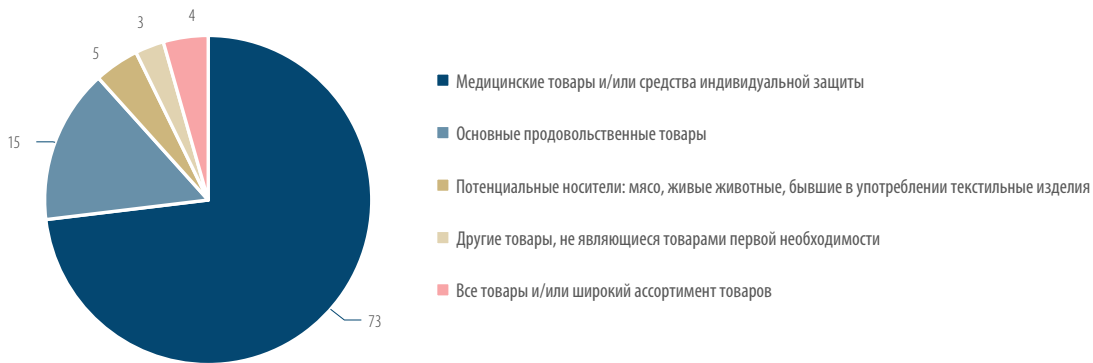 3
4
5
15
73
Медицинские товары и/или средства индивидуальной защиты
Основные продовольственные товары
Потенциальные носители: мясо, живые животные, бывшие в употреблении текстильные изделия
Другие товары, не являющиеся товарами первой необходимости
Все товары и/или широкий ассортимент товаров